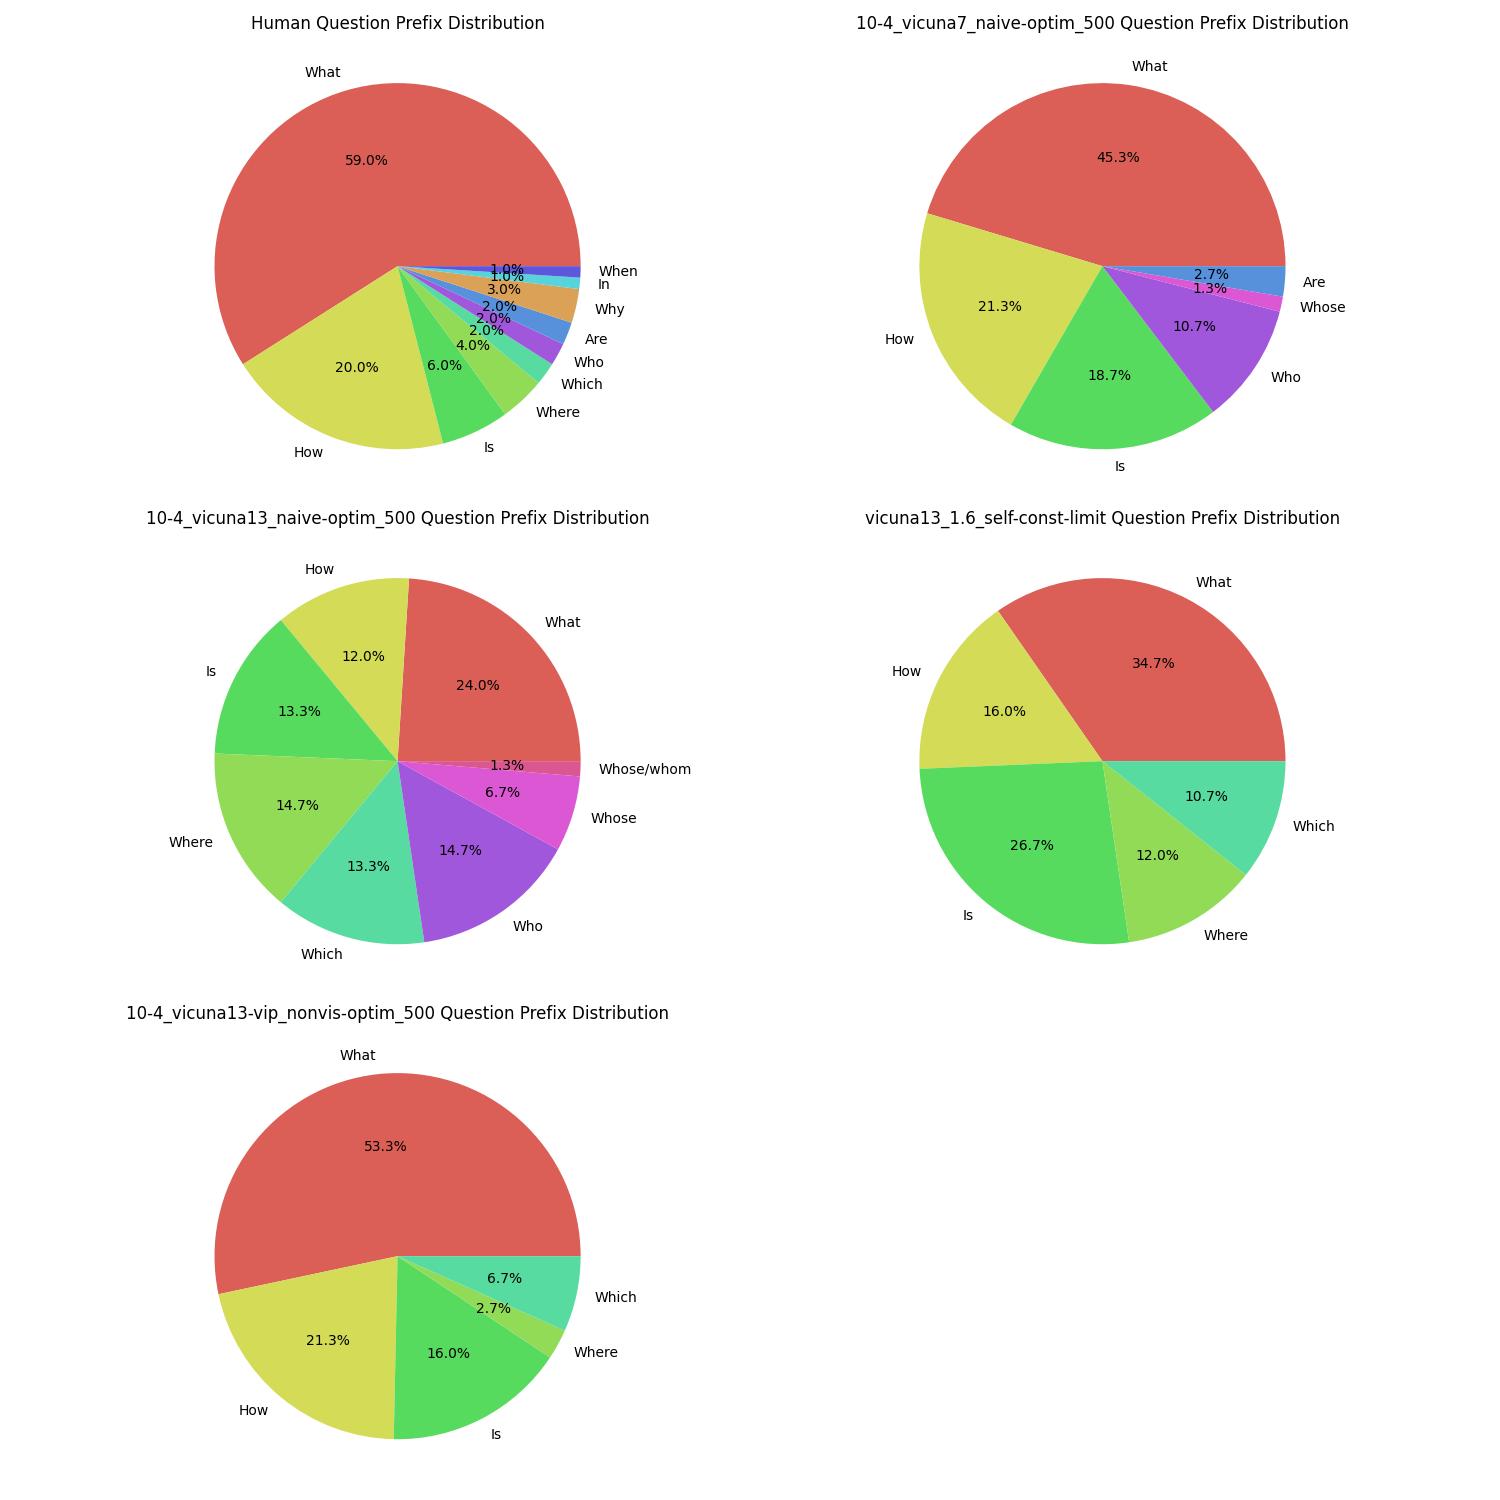 Human Question Prefix Distribution
What
59.0%
20.0%
How
6.0%
Is
4.0%
Where
2.0%
Which
2.0%
Who
2.0%
Are
3.0%
Why
1.0%
In
1.0%
When
10-4_vicuna7_naive-optim_500 Question Prefix Distribution
What
45.3%
21.3%
How
18.7%
Is
10.7%
Who
1.3%
Whose
2.7%
Are
10-4_vicuna13_naive-optim_500 Question Prefix Distribution
What
24.0%
How
12.0%
Is
13.3%
Where
14.7%
Which
13.3%
Who
14.7%
Whose
6.7%
Whose/whom
1.3%
vicuna13_1.6_self-const-limit Question Prefix Distribution
What
34.7%
How
16.0%
Is
26.7%
Where
12.0%
Which
10.7%
10-4_vicuna13-vip_nonvis-optim_500 Question Prefix Distribution
What
53.3%
How
21.3%
Is
16.0%
Where
2.7%
Which
6.7%